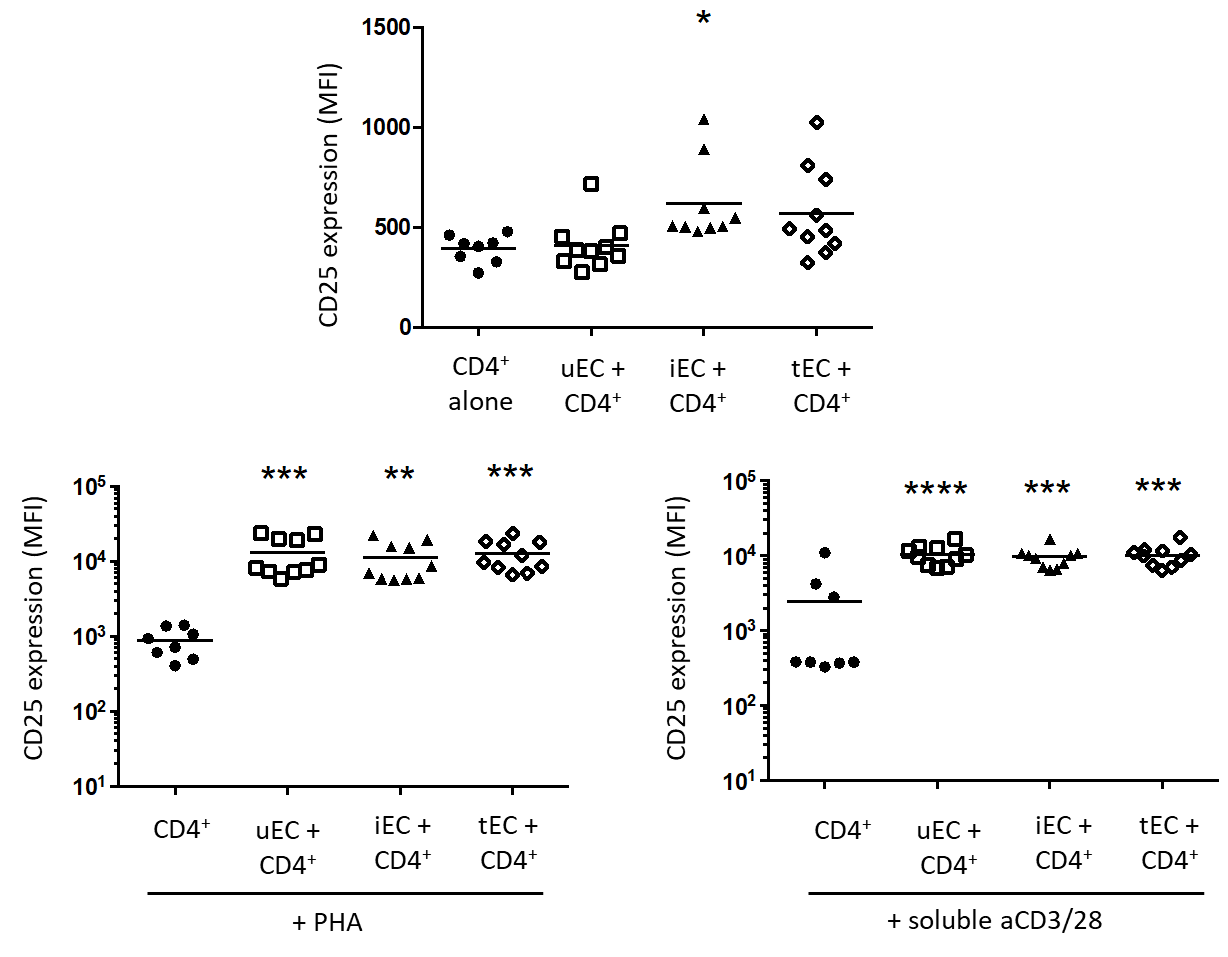 CD25 expression (MFI)
1500
1000
500
0
*
CD4⁺ alone
uEC + CD4⁺
iEC + CD4⁺
tEC + CD4⁺
CD25 expression (MFI)
10⁵
10⁴
10³
10²
10¹
***
**
***
CD4⁺
uEC + CD4⁺
iEC + CD4⁺
tEC + CD4⁺
+ PHA
CD25 expression (MFI)
10⁵
10⁴
10³
10²
10¹
****
***
***
CD4⁺
uEC + CD4⁺
iEC + CD4⁺
tEC + CD4⁺
+ soluble aCD3/28